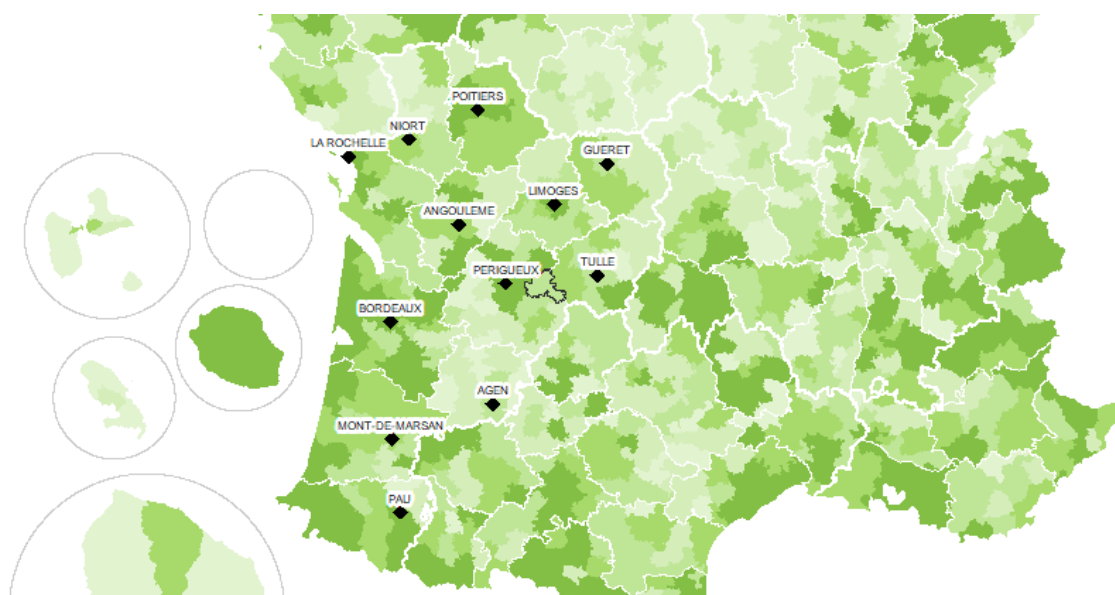 POITIERS
NIORT
LA ROCHELLE
GUERET
LIMOGES
ANGOULEME
TULLE
PERIGUEUX
BORDEAUX
AGEN
MONT-DE-MARSAN
PAU